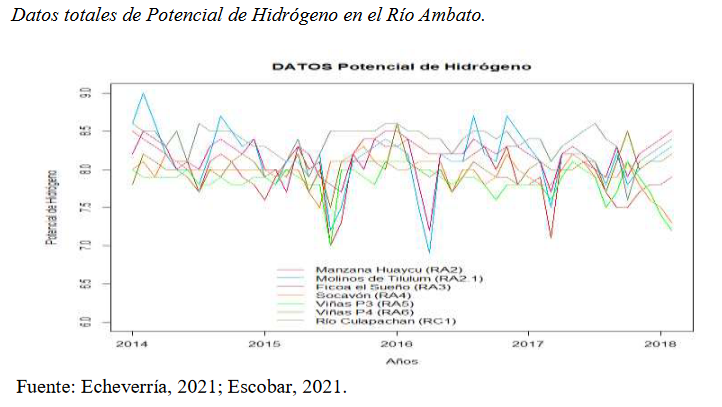 Datos totales de Potencial de Hidrógeno en el Río Ambato.
DATOS Potencial de Hidrógeno
9.0
8.5
8.0
7.5
7.0
6.5
6.0
Potencial de Hidrógeno
Manzana Huaycu (RA2)
Molinos de Tilulum (RA2.1)
Ficoa el Sueño (RA3)
Socavón (RA4)
Viñas P3 (RA5)
Viñas P4 (RA6)
Río Culapachan (RC1)
2014 2015 2016 2017 2018
Años
Fuente: Echeverría, 2021; Escobar, 2021.